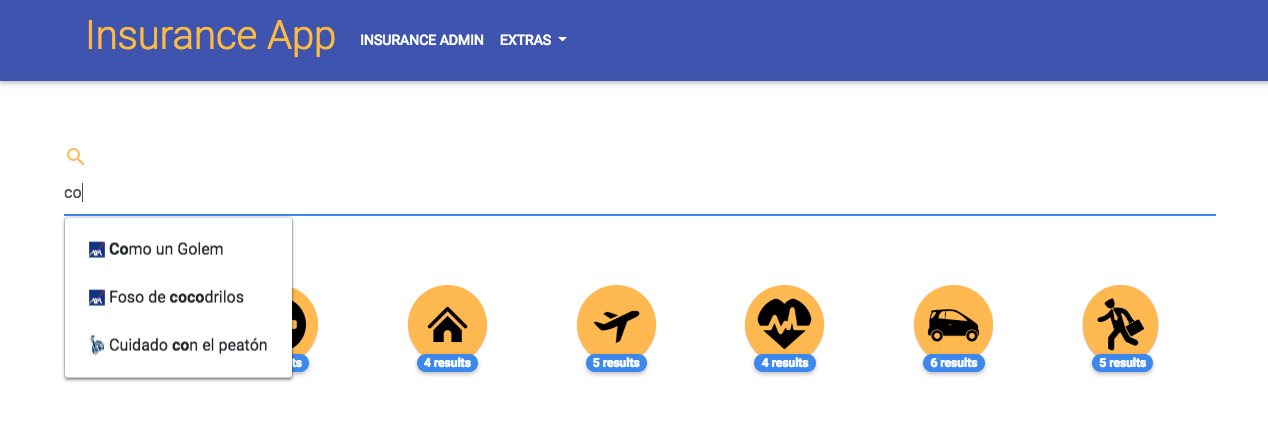 Insurance App
INSURANCE ADMIN
EXTRAS
co
Como un Golem
Foso de cocodrilos
Cuidado con el peatón
4 results
5 results
4 results
6 results
5 results